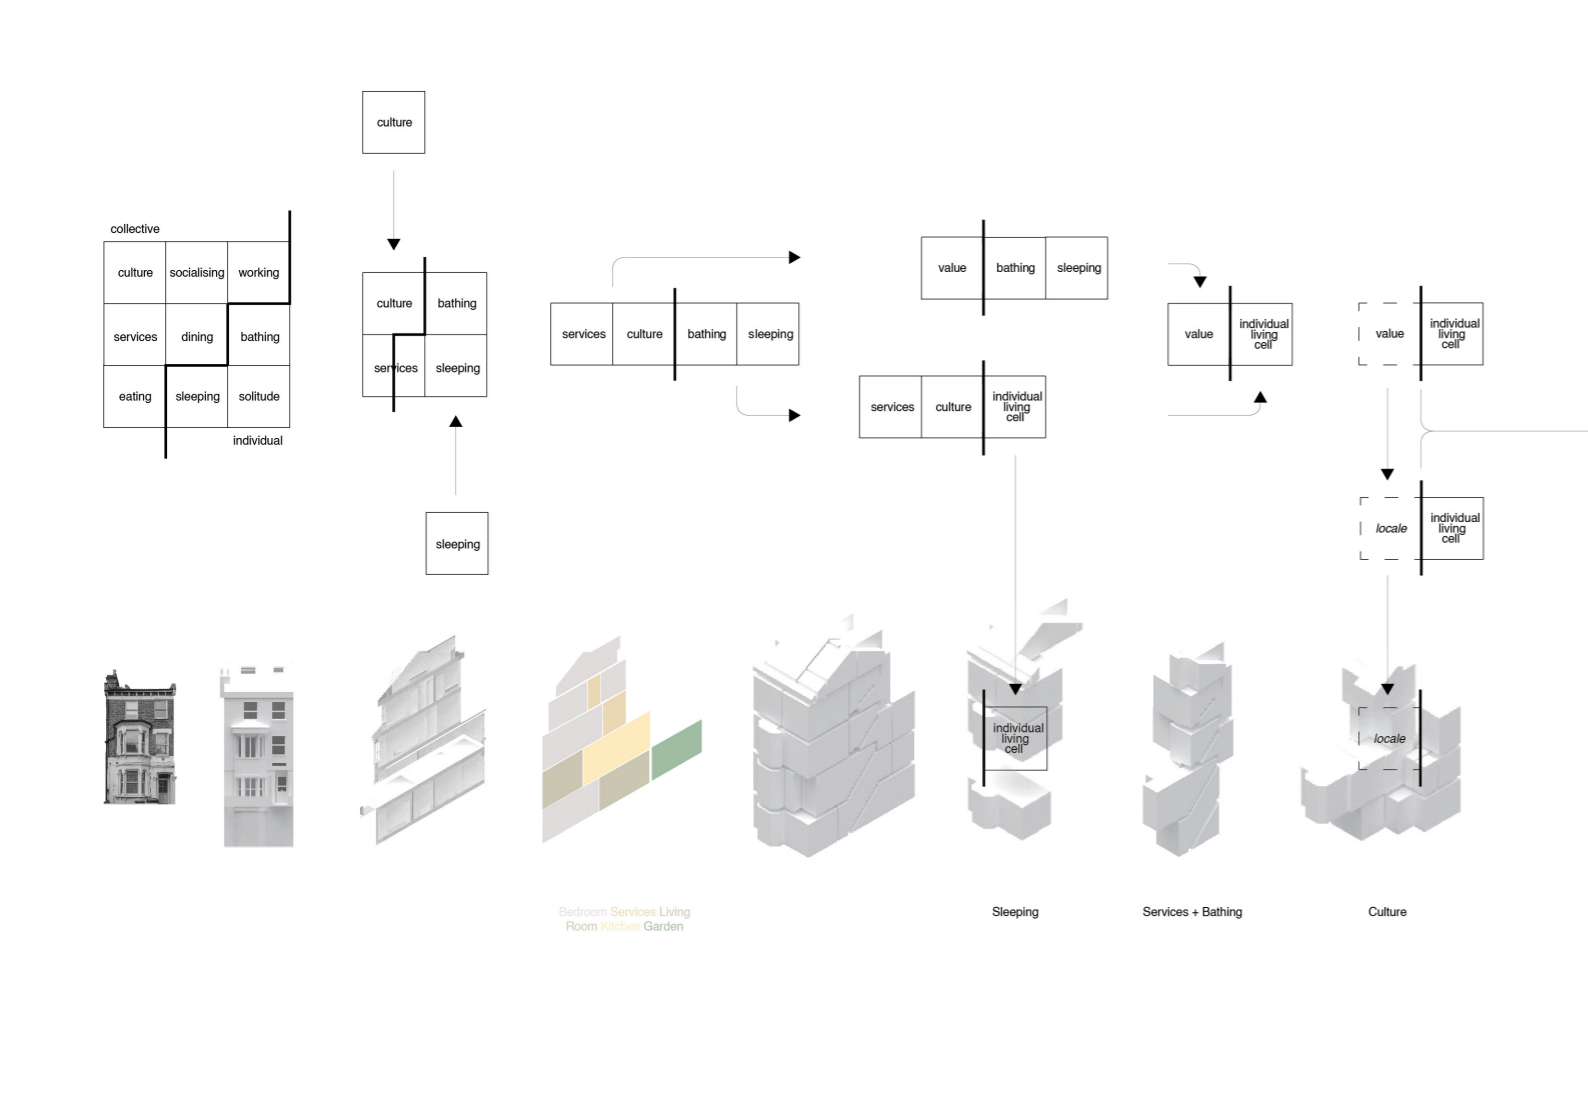 culture
collective
culture socialising working
services dining bathing
eating sleeping solitude
individual
culture bathing
services sleeping
sleeping
services culture bathing sleeping
value bathing sleeping
services culture individual
living
cell
value individual
living
cell
value individual
living
cell
locale individual
living
cell
individual
living
cell
locale
Bedroom Services Living
Room Kitchen Garden
Sleeping
Services + Bathing
Culture